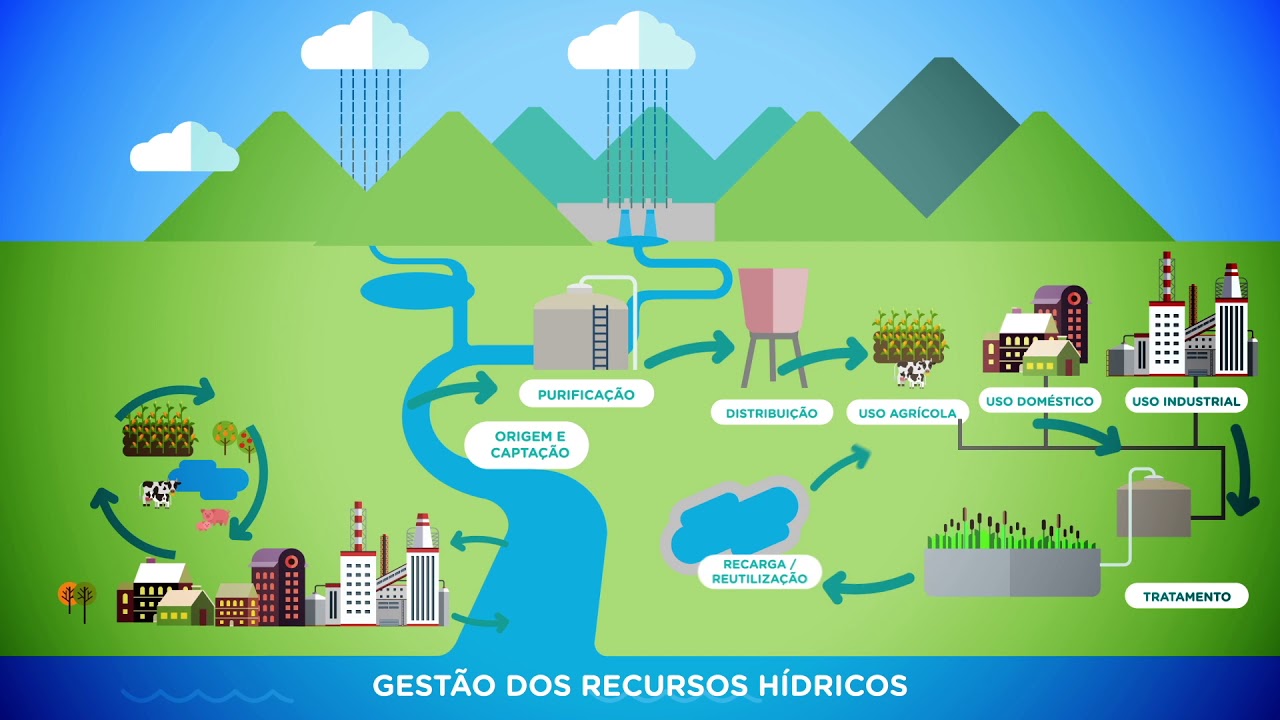 PURIFICAÇÃO
DISTRIBUIÇÃO
USO AGRÍCOLA
USO DOMÉSTICO
USO INDUSTRIAL
ORIGEM E
CAPTAÇÃO
RECARGA /
REUTILIZAÇÃO
TRATAMENTO
GESTÃO DOS RECURSOS HÍDRICOS